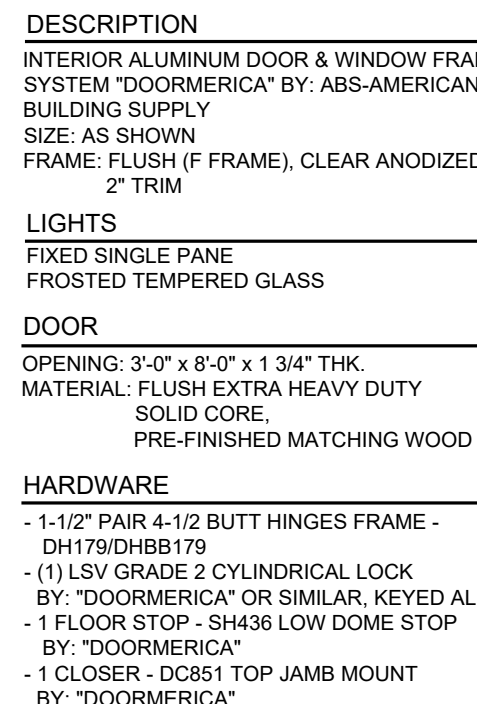 DESCRIPTION
INTERIOR ALUMINUM DOOR & WINDOW
SYSTEM "DOORMERICA" BY: ABS-AMERICAN
BUILDING SUPPLY
SIZE: AS SHOWN
FRAME: FLUSH (F FRAME), CLEAR ANODIZED
2" TRIM
LIGHTS
FIXED SINGLE PANE
FROSTED TEMPERED GLASS
DOOR
OPENING: 3'-0" x 8'-0" x 1 3/4" THK.
MATERIAL: FLUSH EXTRA HEAVY DUTY
SOLID CORE,
PRE-FINISHED MATCHING WOOD
HARDWARE
- 1-1/2" PAIR 4-1/2 BUTT HINGES FRAME -
DH179/DHBB179
- (1) LSV GRADE 2 CYLINDRICAL LOCK
BY: "DOORMERICA" OR SIMILAR, KEYED
- 1 FLOOR STOP - SH436 LOW DOME STOP
BY: "DOORMERICA"
- 1 CLOSER - DC851 TOP JAMB MOUNT
BY: "DOORMERICA"